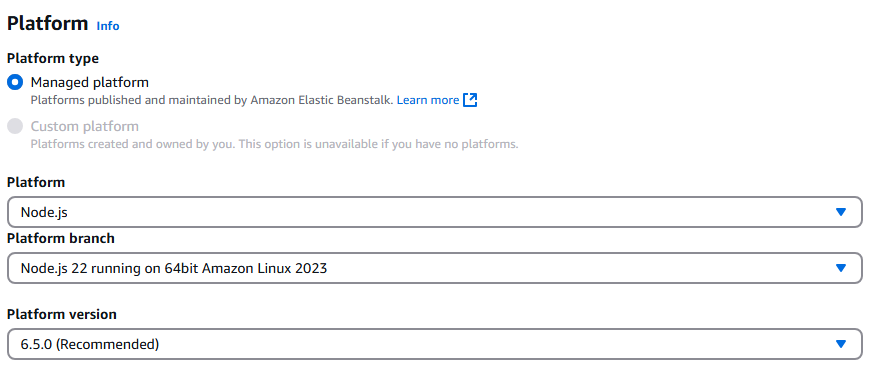 Platform Info
Platform type
Managed platform
Platforms published and maintained by Amazon Elastic Beanstalk. Learn more
Custom platform
Platforms created and owned by you. This option is unavailable if you have no platforms.
Platform
Node.js
Platform branch
Node.js 22 running on 64bit Amazon Linux 2023
Platform version
6.5.0 (Recommended)